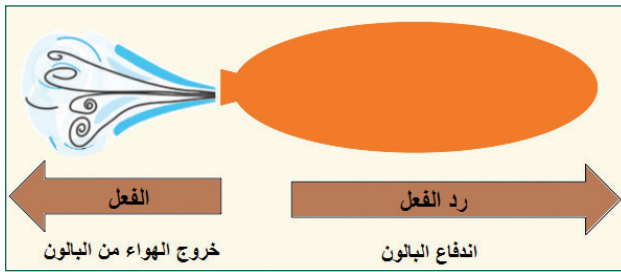 رد الفعل
الفعل
اندفاع البالون
خروج الهواء من البالون